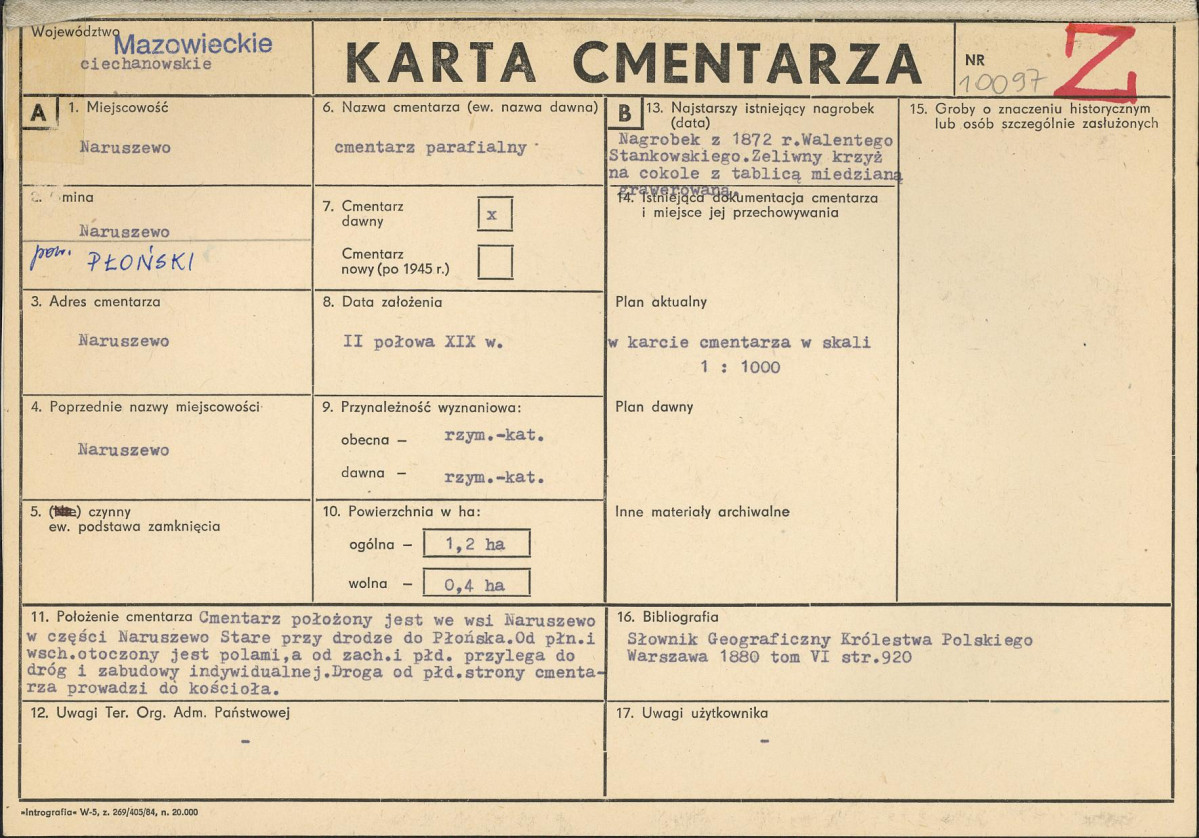 Województwo
Mazowieckie
ciechanowskie
KARTA CMENTARZA
NR
10097
Z
A
1. Miejscowość
Naruszewo
2. Gmina
Naruszewo
pow. PŁOŃSKI
3. Adres cmentarza
Naruszewo
4. Poprzednie nazwy miejscowości
Naruszewo
5. (Nie) czynny
ew. podstawa zamknięcia
6. Nazwa cmentarza (ew. nazwa dawna)
cmentarz parafialny
7. Cmentarz
dawny
x
Cmentarz
nowy (po 1945 r.)
8. Data założenia
II połowa XIX w.
9. Przynależność wyznaniowa:
obecna – rzym.-kat.
dawna – rzym.-kat.
10. Powierzchnia w ha:
ogólna – 1,2 ha
wolna – 0,4 ha
B
13. Najstarszy istniejący nagrobek
(data)
Nagrobek z 1872 r.Walentego
Stankowskiego.Zeliwny krzyż
na cokole z tablicą miedzianą
grawerowaną.
14. Istniejąca dokumentacja cmentarza
i miejsce jej przechowywania
Plan aktualny
w karcie cmentarza w skali
1 : 1000
Plan dawny
Inne materiały archiwalne
15. Groby o znaczeniu historycznym
lub osób szczególnie zasłużonych
11. Położenie cmentarza Cmentarz położony jest we wsi Naruszewo
w części Naruszewo Stare przy drodze do Płońska.Od płn.i
wsch.otoczony jest polami,a od zach.i płd. przylega do
dróg i zabudowy indywidualnej.Droga od płd.strony cmenta-
rza prowadzi do kościoła.
16. Bibliografia
Słownik Geograficzny Królestwa Polskiego
Warszawa 1880 tom VI str.920
12. Uwagi Ter. Org. Adm. Państwowej
-
17. Uwagi użytkownika
-
»Intrografia« W-5, z. 269/405/84, n. 20.000